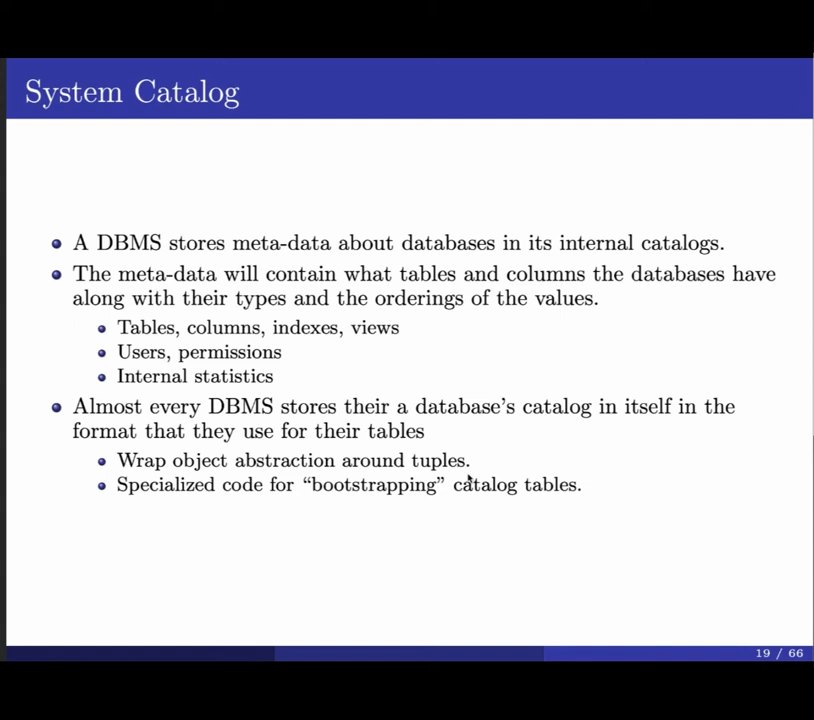 System Catalog
A DBMS stores meta-data about databases in its internal catalogs.
The meta-data will contain what tables and columns the databases have
along with their types and the orderings of the values.
Tables, columns, indexes, views
Users, permissions
Internal statistics
Almost every DBMS stores their a database's catalog in itself in the
format that they use for their tables
Wrap object abstraction around tuples.
Specialized code for “bootstrapping” catalog tables.
19 / 66